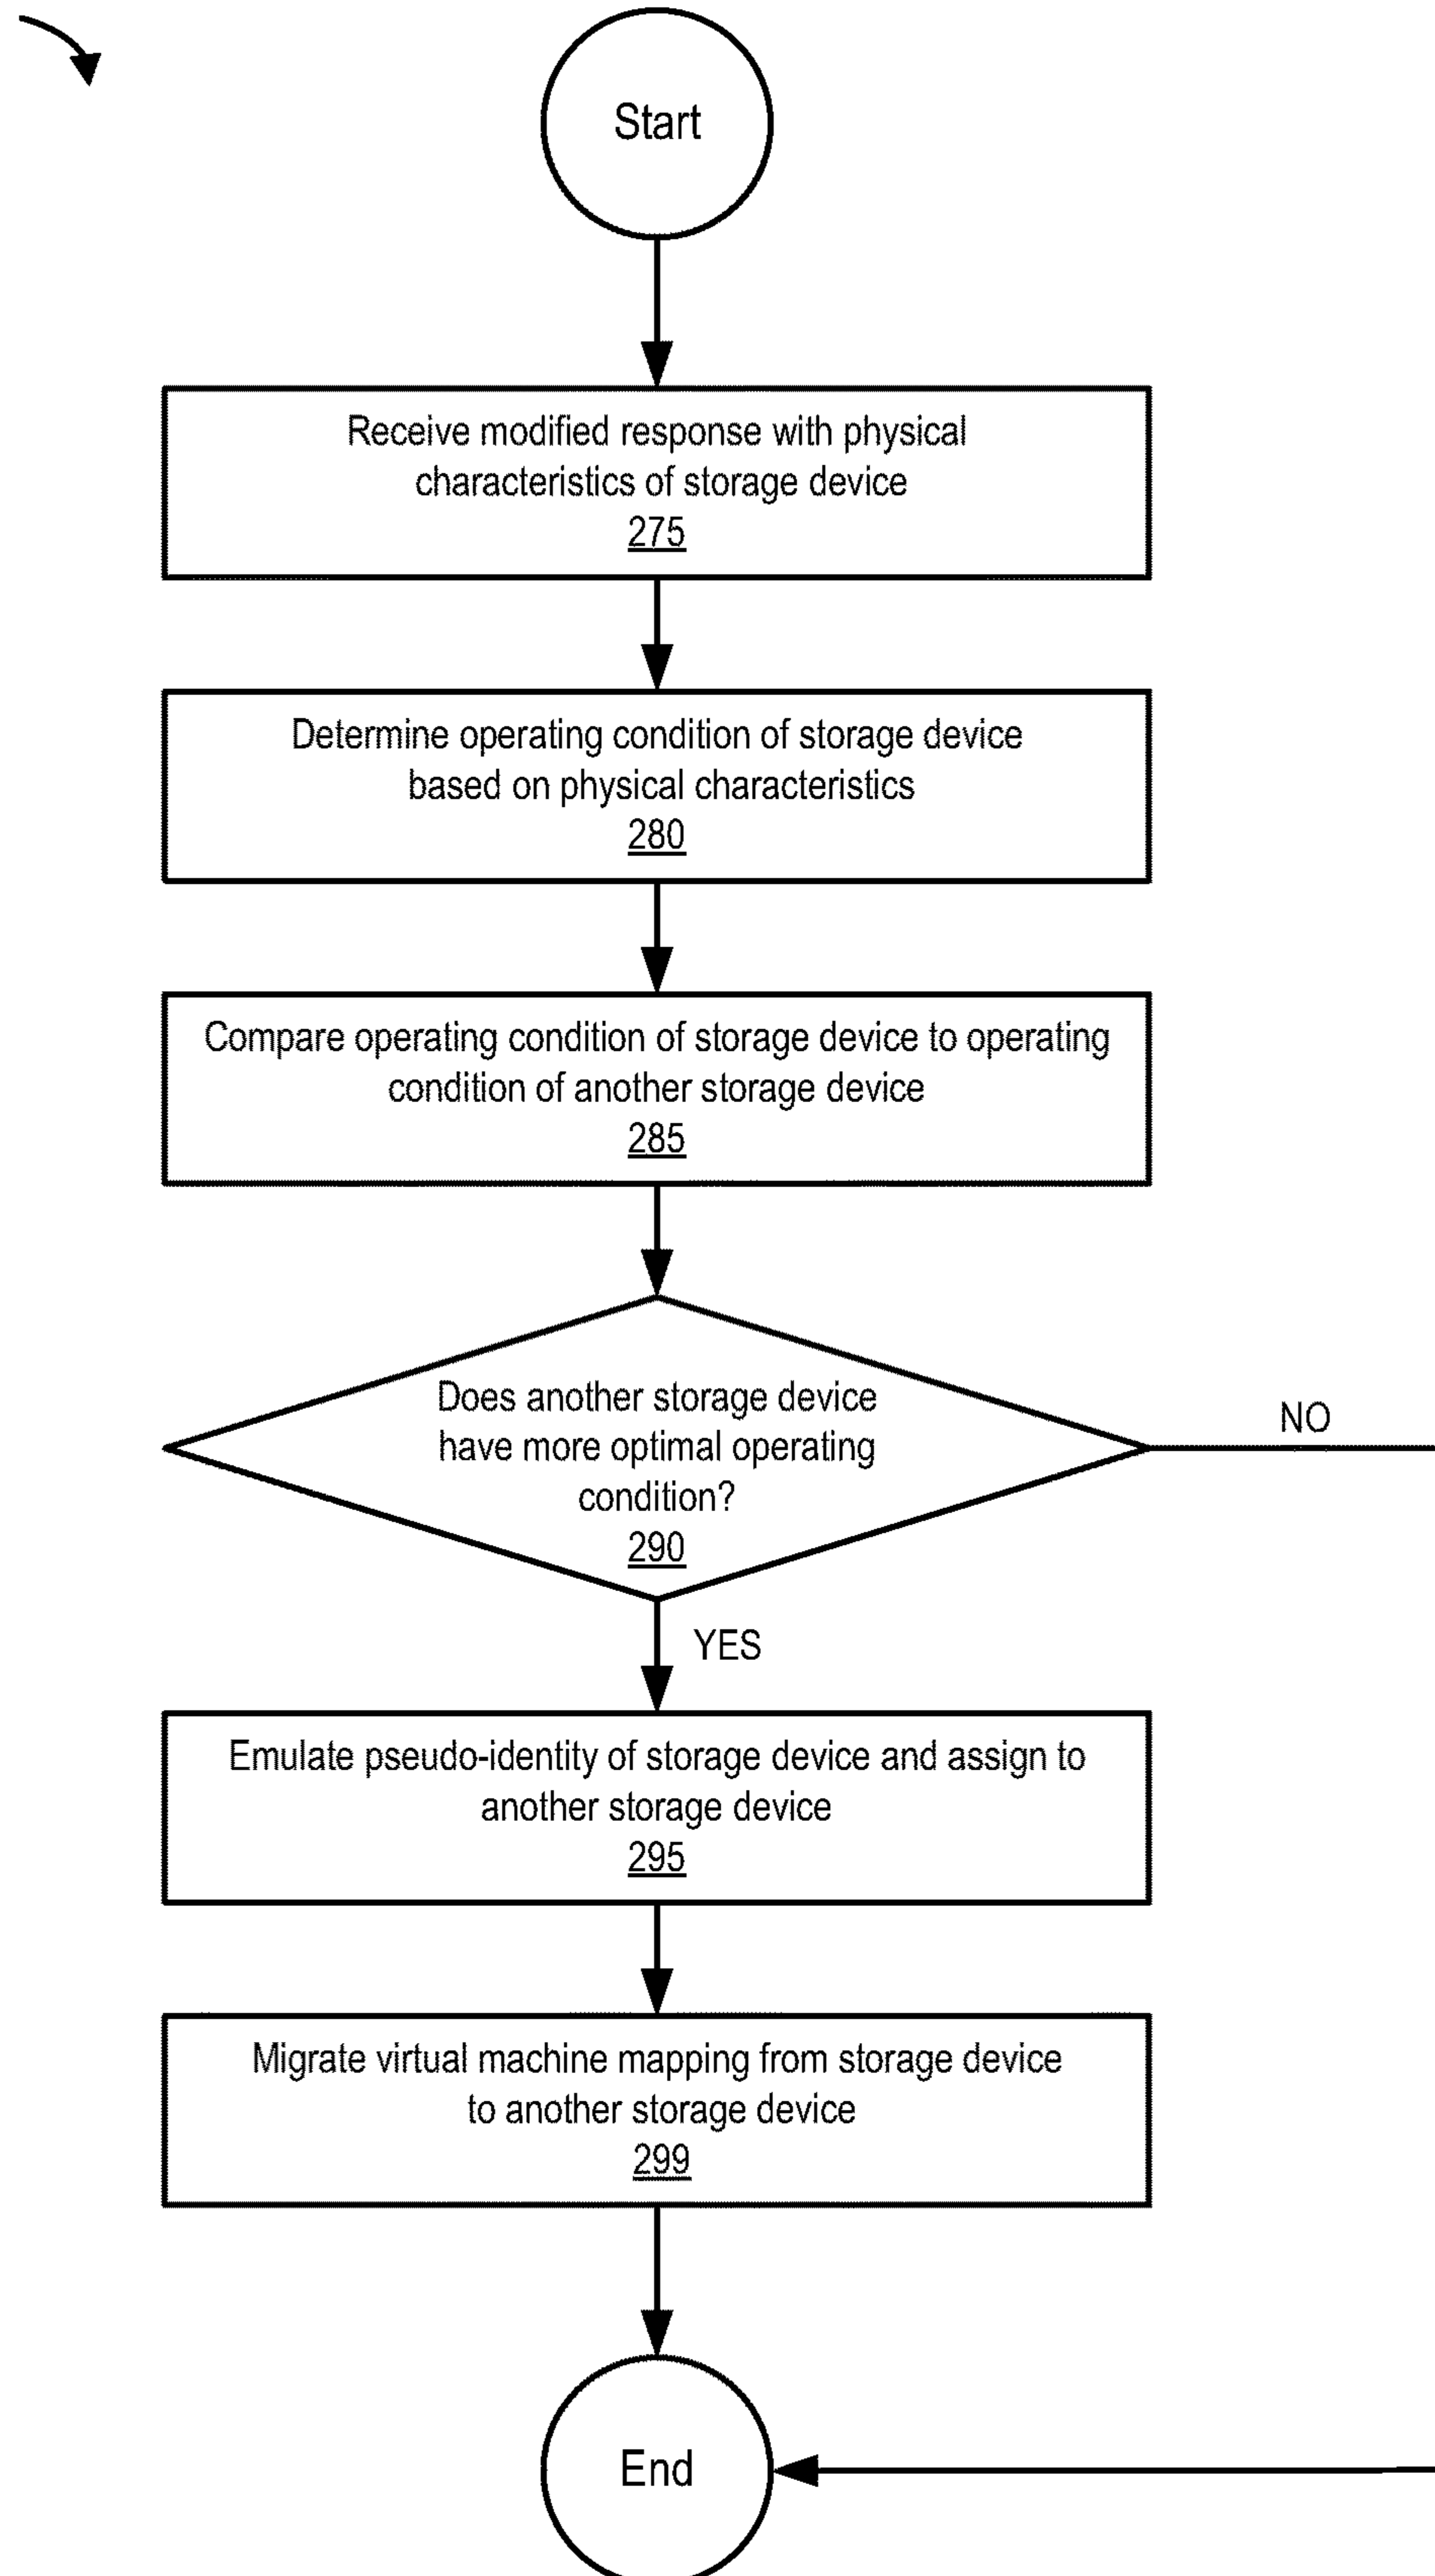 Start
Receive modified response with physical
characteristics of storage device
275
Determine operating condition of storage device
based on physical characteristics
280
Compare operating condition of storage device to operating
condition of another storage device
285
Does another storage device
have more optimal operating
condition?
290
NO
YES
Emulate pseudo-identity of storage device and assign to
another storage device
295
Migrate virtual machine mapping from storage device
to another storage device
299
End